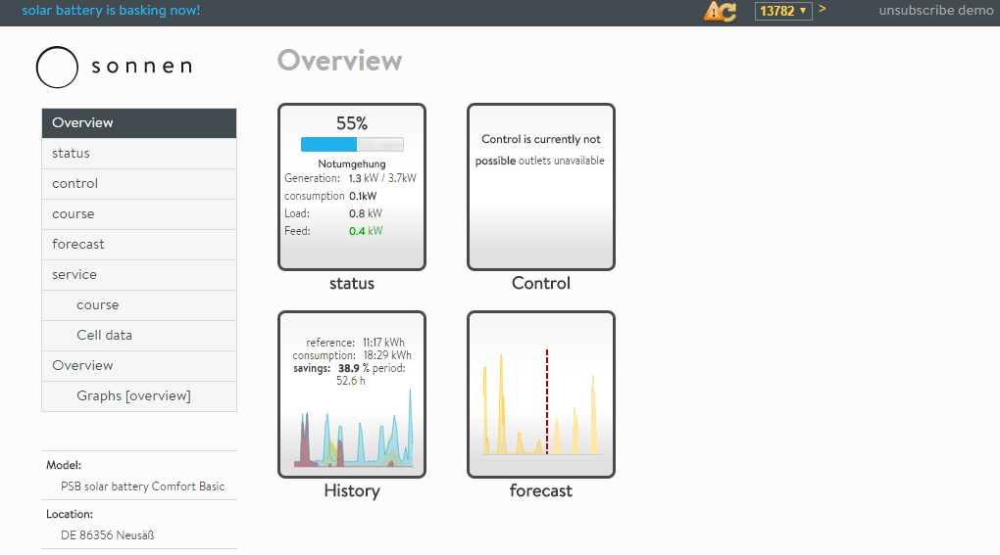 solar battery is basking now!
13782 ▼ >
unsubscribe demo
sonnen
Overview
Overview
status
control
course
forecast
service
course
Cell data
Overview
Graphs [overview]
Model:
PSB solar battery Comfort Basic
Location:
DE 86356 Neusäß
55%
Notumgehung
Generation: 1.3 kW / 3.7kW
consumption 0.1kW
Load: 0.8 kW
Feed: 0.4 kW
status
Control is currently not
possible outlets unavailable
Control
reference: 11:17 kWh
consumption: 18:29 kWh
savings: 38.9 % period:
52.6 h
History
forecast